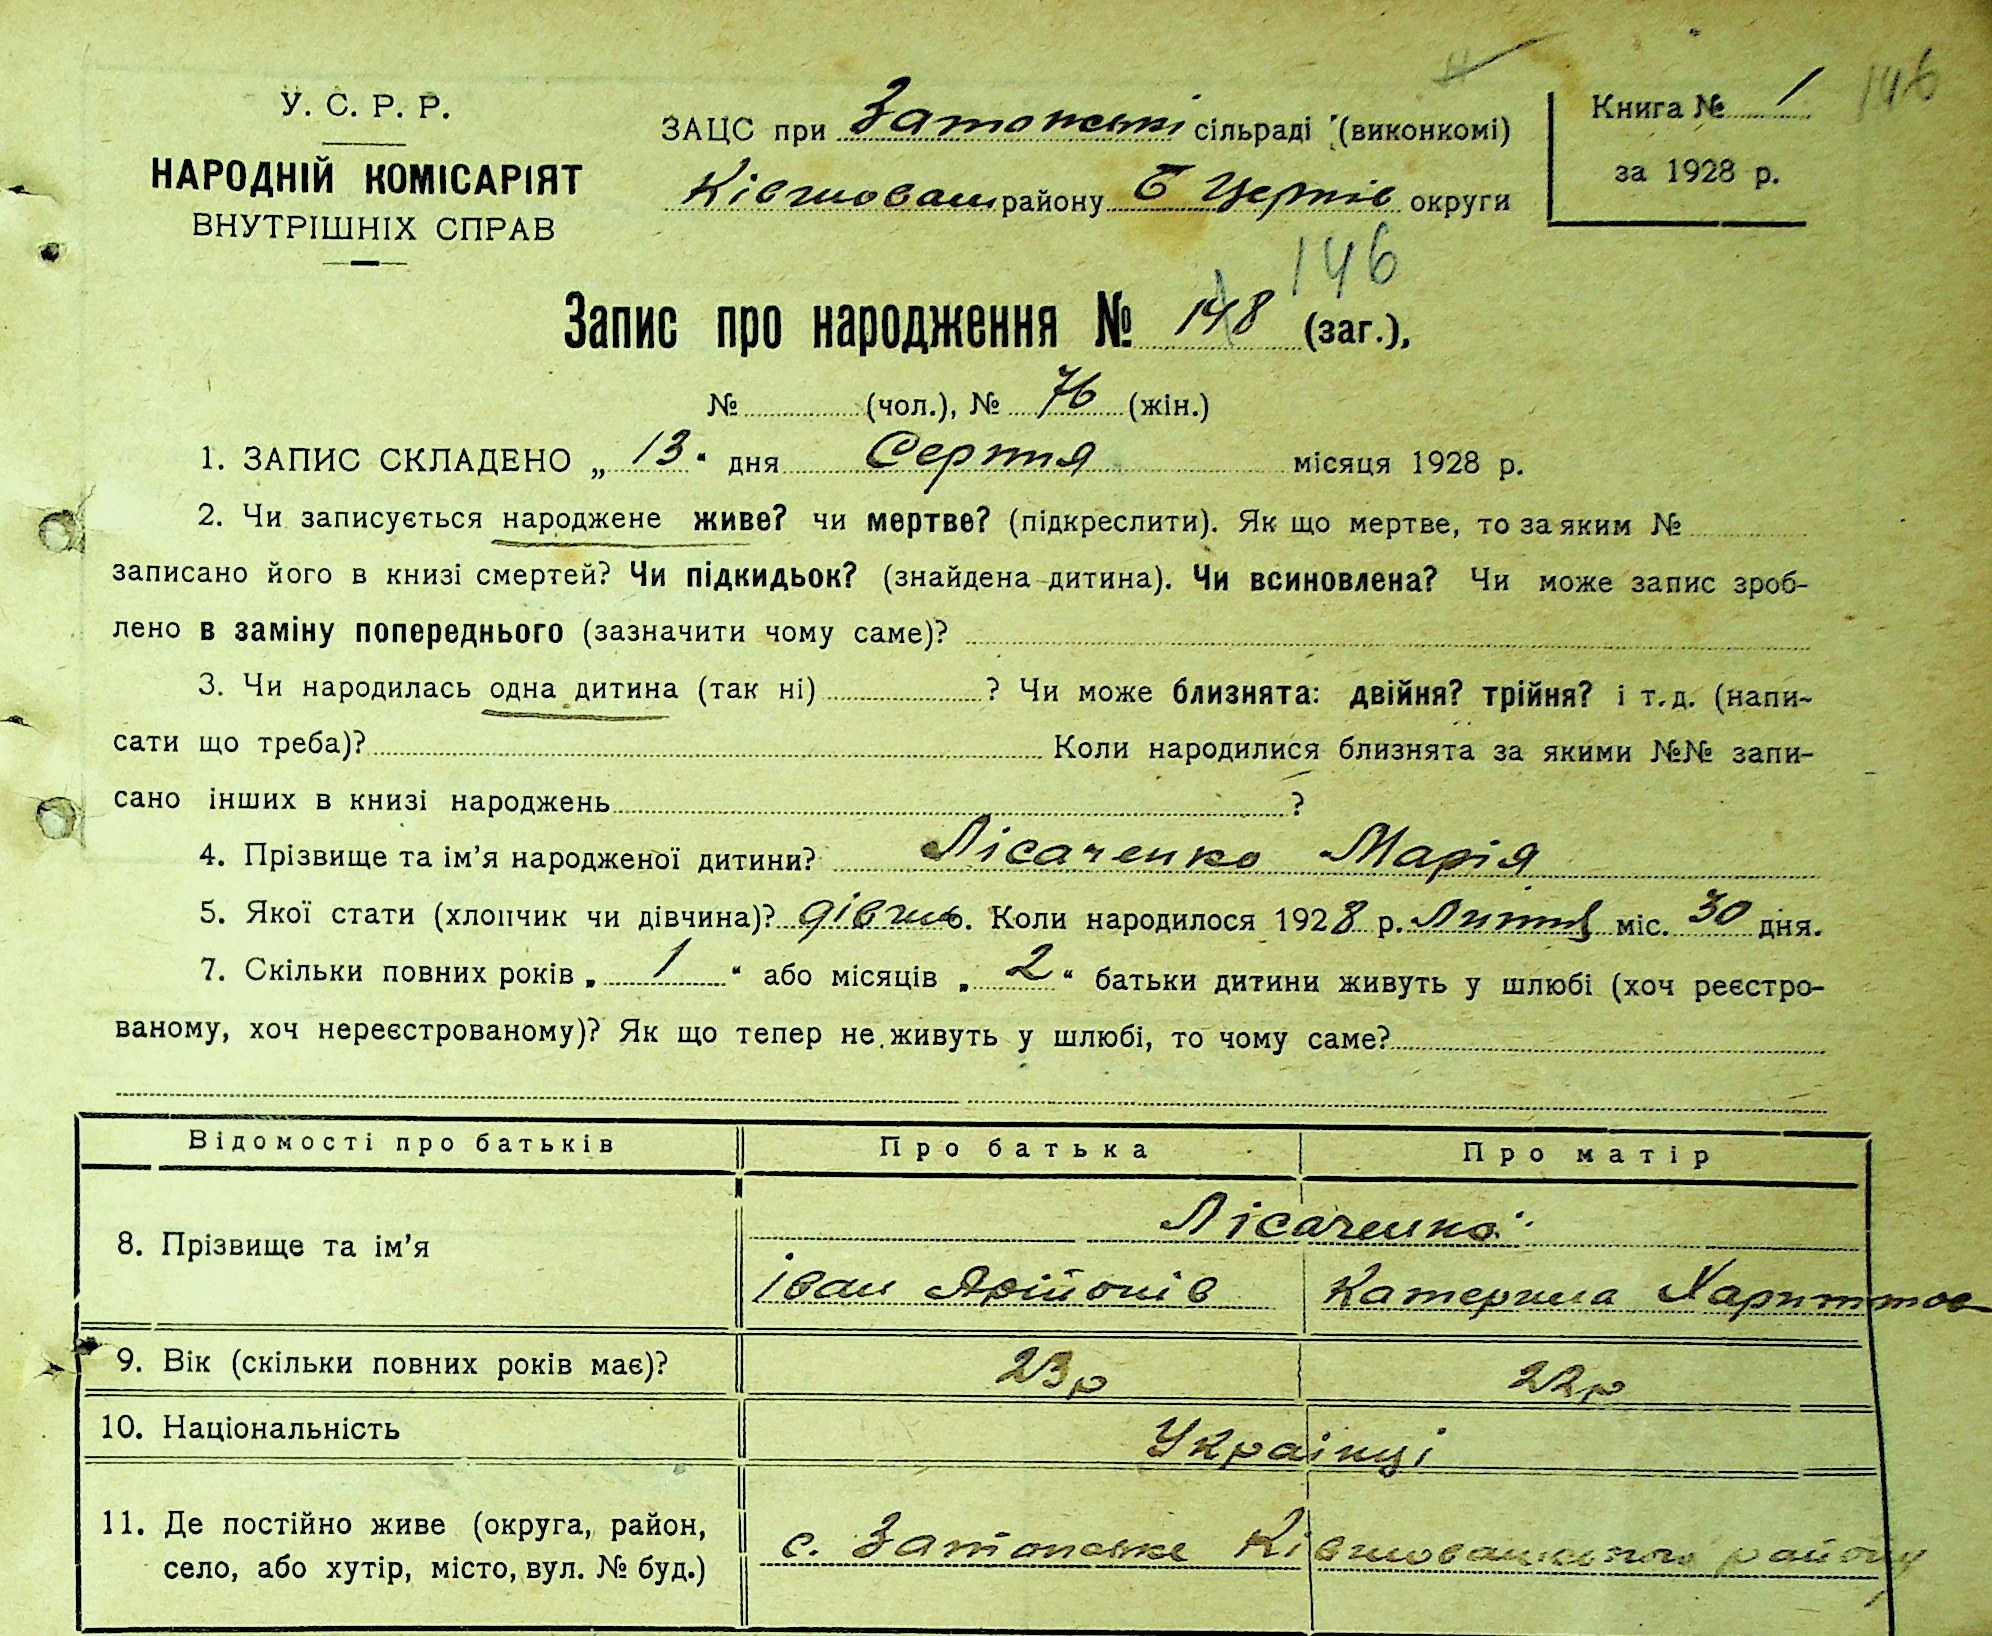 У. С. Р. Р.
НАРОДНІЙ КОМІСАРІЯТ
ВНУТРІШНІХ СПРАВ
ЗАЦС при Затонські сільраді (виконкомі)
Ківшоват району Б Церків округи
Книга № 1
за 1928 р.
146
146
Запис про народження № 148 (заг.),
№ (чол.), № 76 (жін.)
1. ЗАПИС СКЛАДЕНО „ 13 “ дня Серпня місяця 1928 р.
2. Чи записується народжене живе? чи мертве? (підкреслити). Як що мертве, то за яким №
записано його в книзі смертей? Чи підкидьок? (знайдена дитина). Чи всиновлена? Чи може запис зроб-
лено в заміну попереднього (зазначити чому саме)?
3. Чи народилась одна дитина (так ні) ? Чи може близнята: двійня? трійня? і т. д. (напи-
сати що треба)? Коли народилися близнята за якими №№ запи-
сано інших в книзі народжень ?
4. Прізвище та ім’я народженої дитини? Лісаченко Марія
5. Якої стати (хлопчик чи дівчина)? дівч. Коли народилося 1928 р. Липня міс. 30 дня.
7. Скільки повних років „ 1 “ або місяців „ 2 “ батьки дитини живуть у шлюбі (хоч реєстро-
ваному, хоч нереєстрованому)? Як що тепер не живуть у шлюбі, то чому саме?
Відомості про батьків Про батька Про матір
8. Прізвище та ім’я Лісаченко
Іван Катерина Харитонов
9. Вік (скільки повних років має)? 23р 22р
10. Національність Українці
11. Де постійно живе (округа, район,
село, або хутір, місто, вул. № буд.)
с. Затонське Ківшоватського району